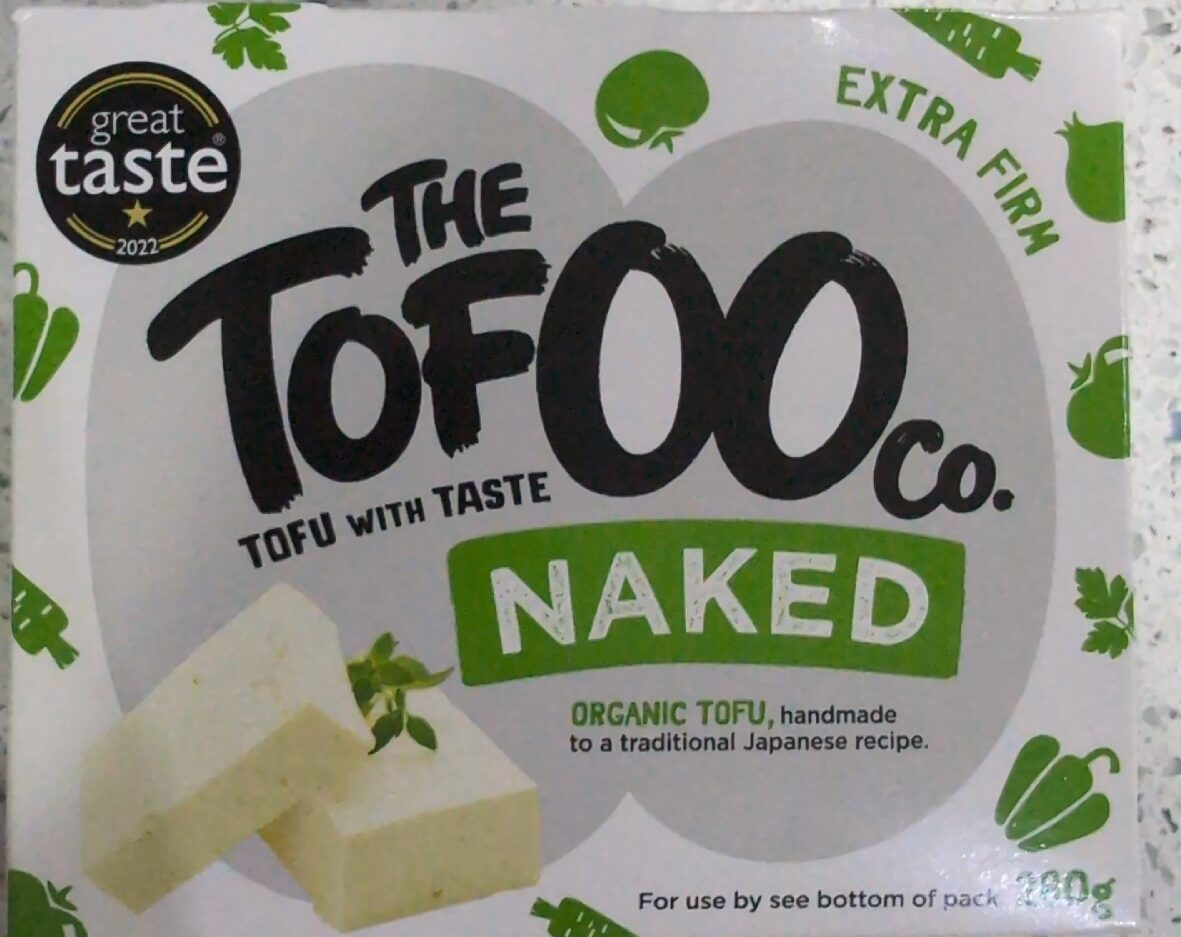 great
taste
2022
EXTRA FIRM
THE
TOFOO
Co.
TOFU WITH TASTE
NAKED
ORGANIC TOFU, handmade
to a traditional Japanese recipe.
For use by see bottom of pack